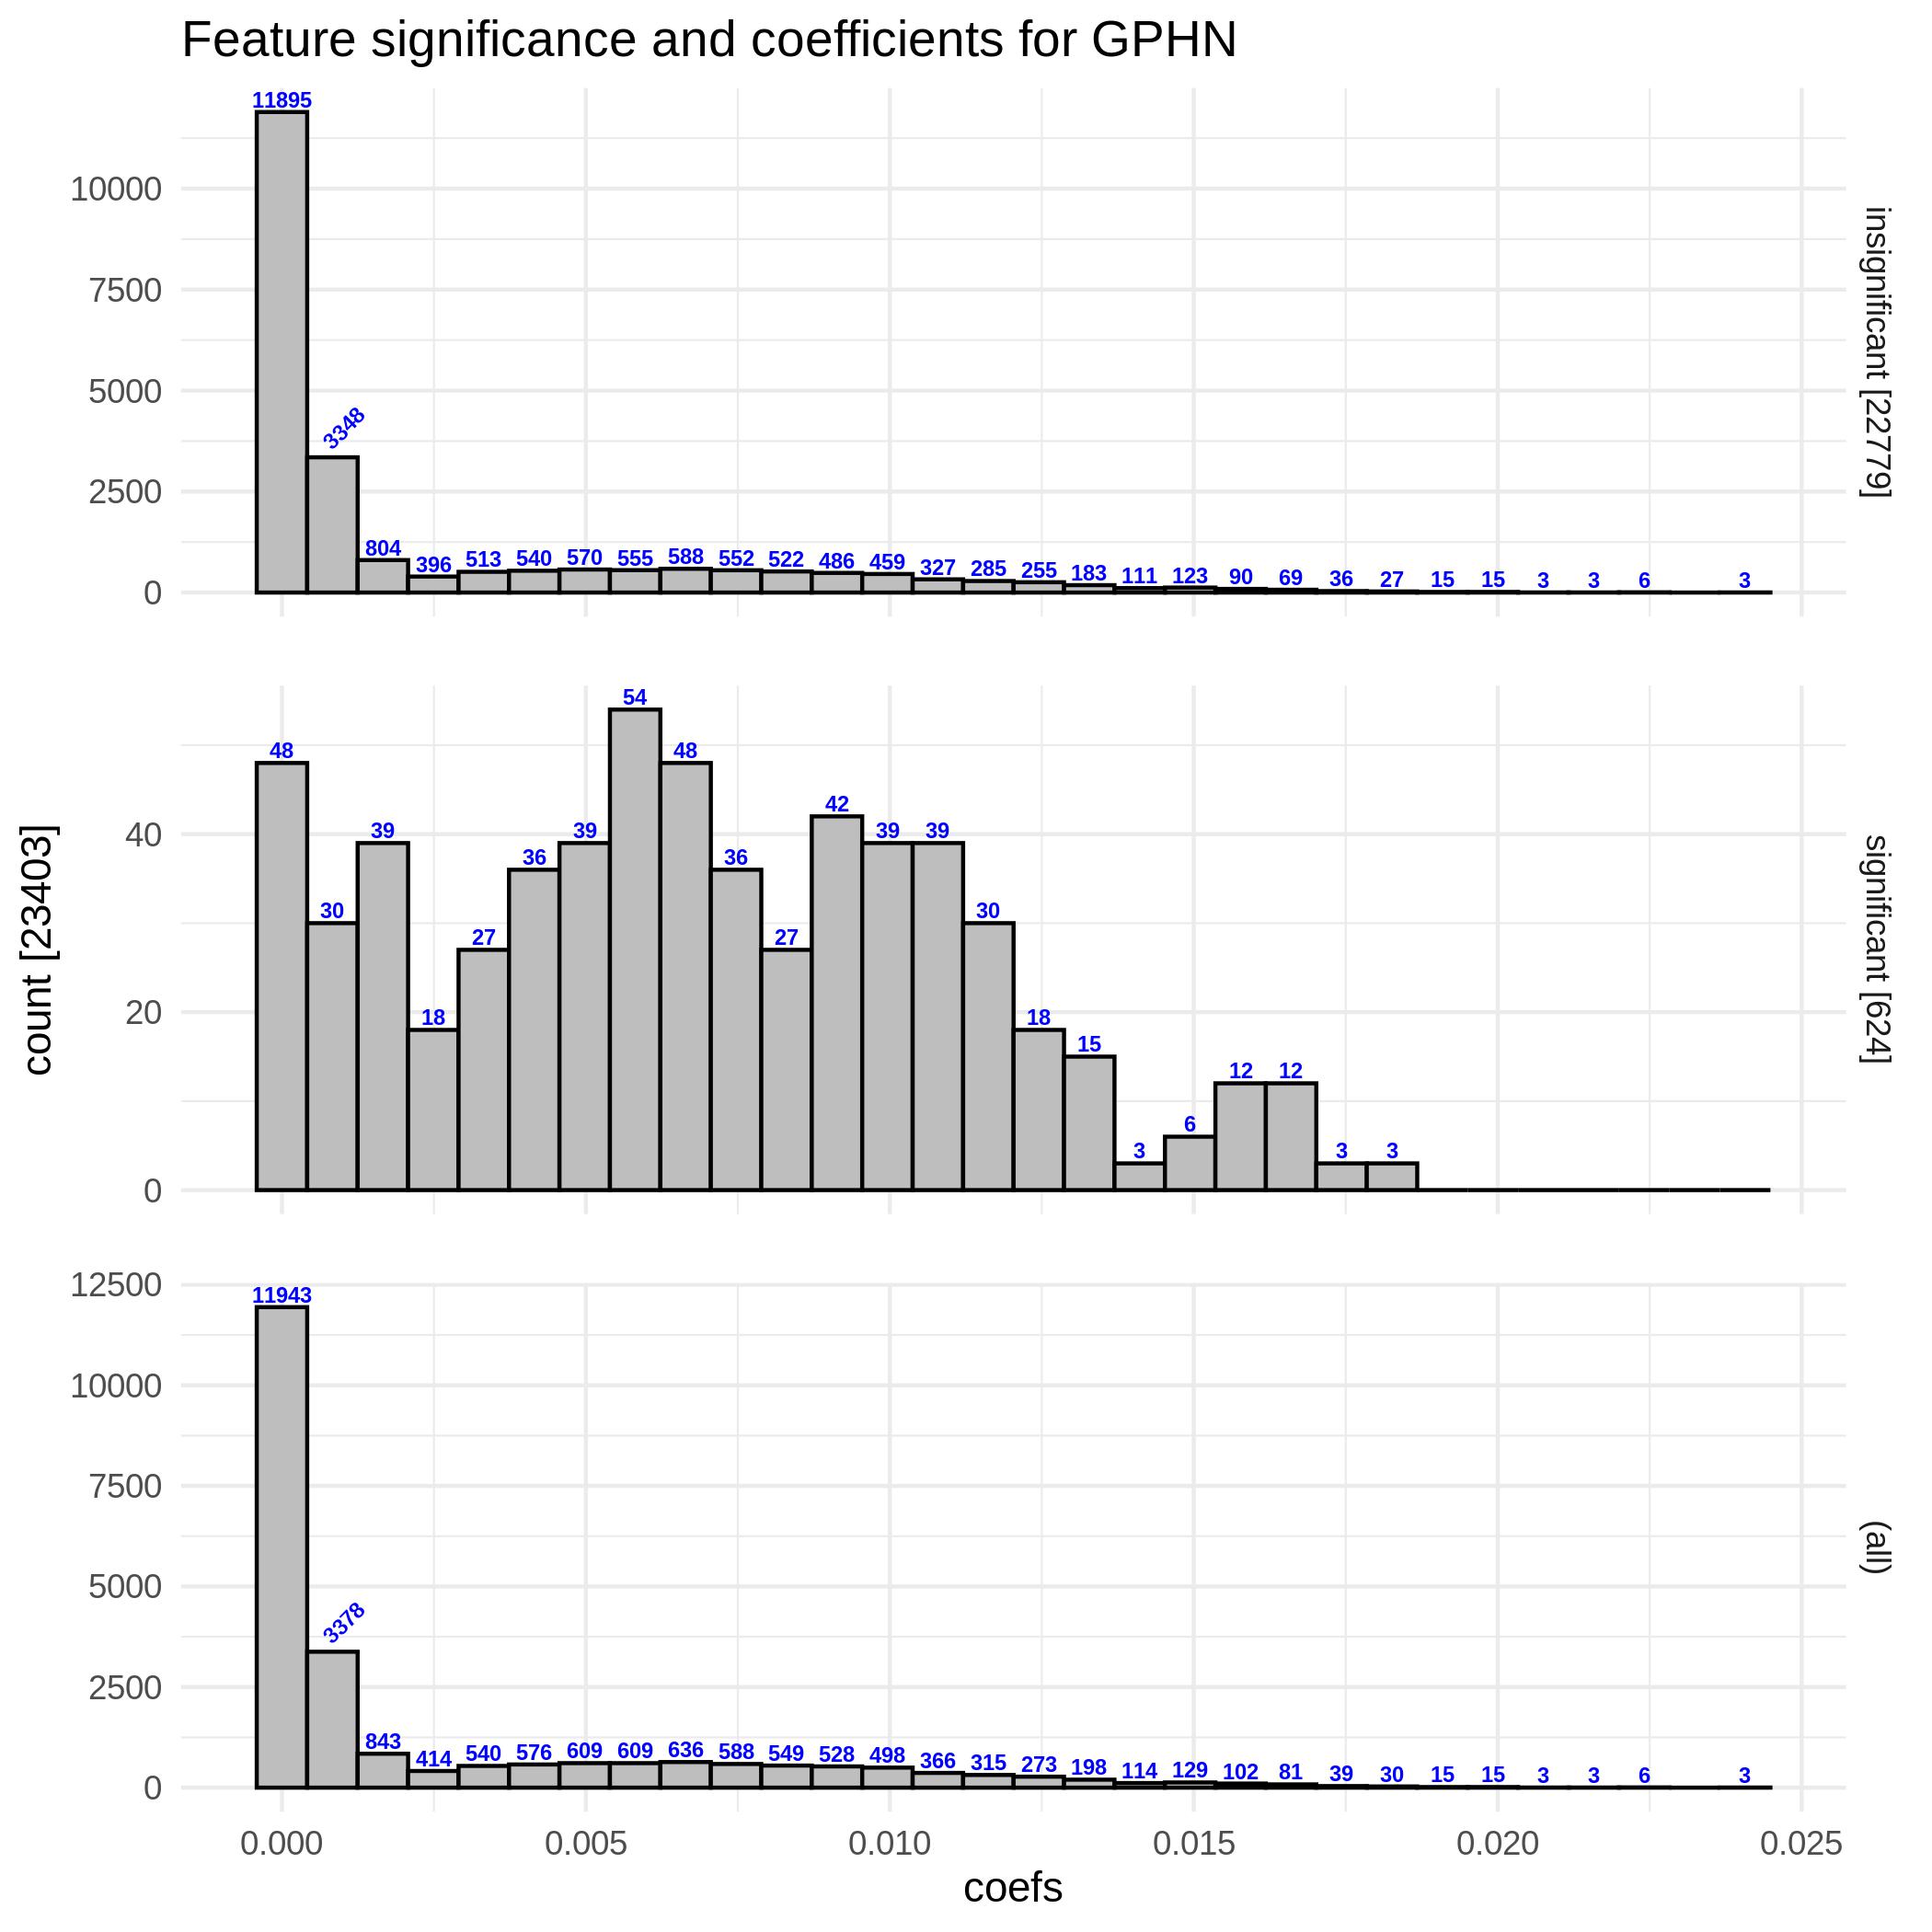 Feature significance and coefficients for GPHN
11895
10000
7500
5000
2500
0
3348
804 396 513 540 570 555 588 552 522 486 459 327 285 255 183 111 123 90 69 36 27 15 15 3 3 6 3
insignificant [22779]
count [23403]
40
20
0
48 30 39 18 27 36 39 54 48 36 27 42 39 39 30 18 15 3 6 12 12 3 3
significant [624]
12500
10000
7500
5000
2500
0
11943
3378
843 414 540 576 609 609 636 588 549 528 498 366 315 273 198 114 129 102 81 39 30 15 15 3 3 6 3
(all)
0.000 0.005 0.010 0.015 0.020 0.025
coefs